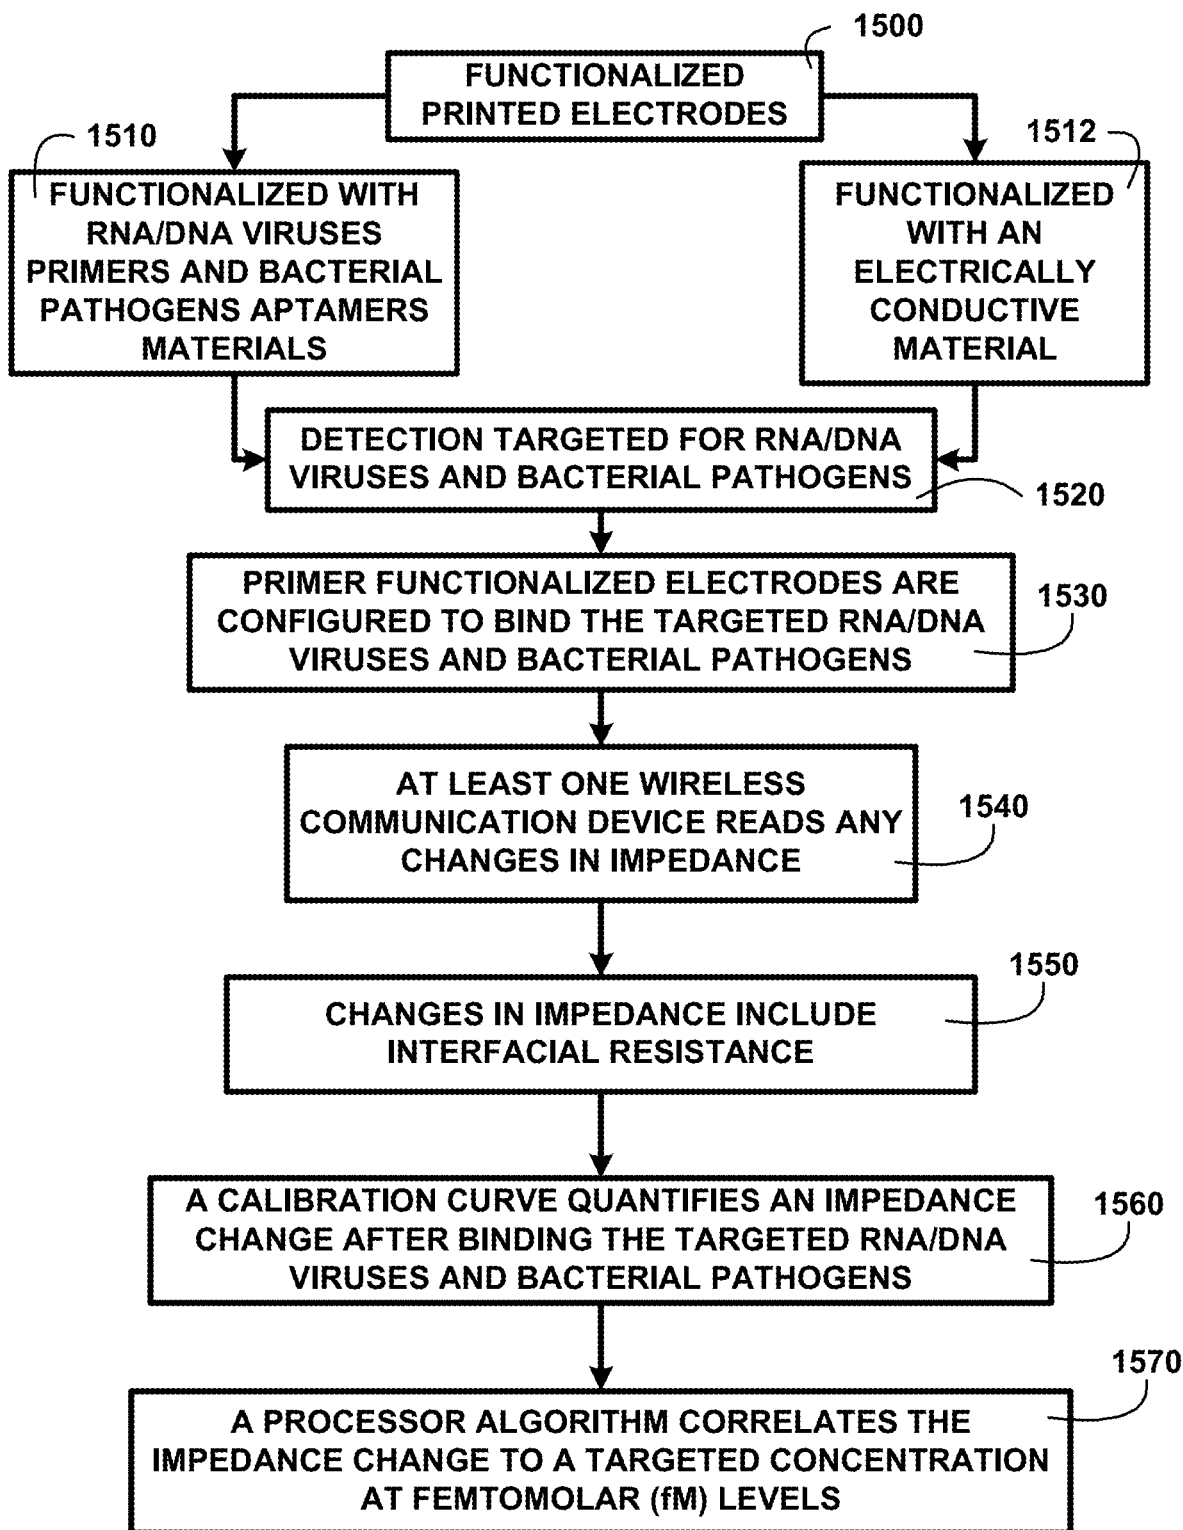 1500
FUNCTIONALIZED
PRINTED ELECTRODES
1510
FUNCTIONALIZED WITH
RNA/DNA VIRUSES
PRIMERS AND BACTERIAL
PATHOGENS APTAMERS
MATERIALS
1512
FUNCTIONALIZED
WITH AN
ELECTRICALLY
CONDUCTIVE
MATERIAL
DETECTION TARGETED FOR RNA/DNA
VIRUSES AND BACTERIAL PATHOGENS
1520
PRIMER FUNCTIONALIZED ELECTRODES ARE
CONFIGURED TO BIND THE TARGETED RNA/DNA
VIRUSES AND BACTERIAL PATHOGENS
1530
AT LEAST ONE WIRELESS
COMMUNICATION DEVICE READS ANY
CHANGES IN IMPEDANCE
1540
CHANGES IN IMPEDANCE INCLUDE
INTERFACIAL RESISTANCE
1550
A CALIBRATION CURVE QUANTIFIES AN IMPEDANCE
CHANGE AFTER BINDING THE TARGETED RNA/DNA
VIRUSES AND BACTERIAL PATHOGENS
1560
A PROCESSOR ALGORITHM CORRELATES THE
IMPEDANCE CHANGE TO A TARGETED CONCENTRATION
AT FEMTOMOLAR (fM) LEVELS
1570